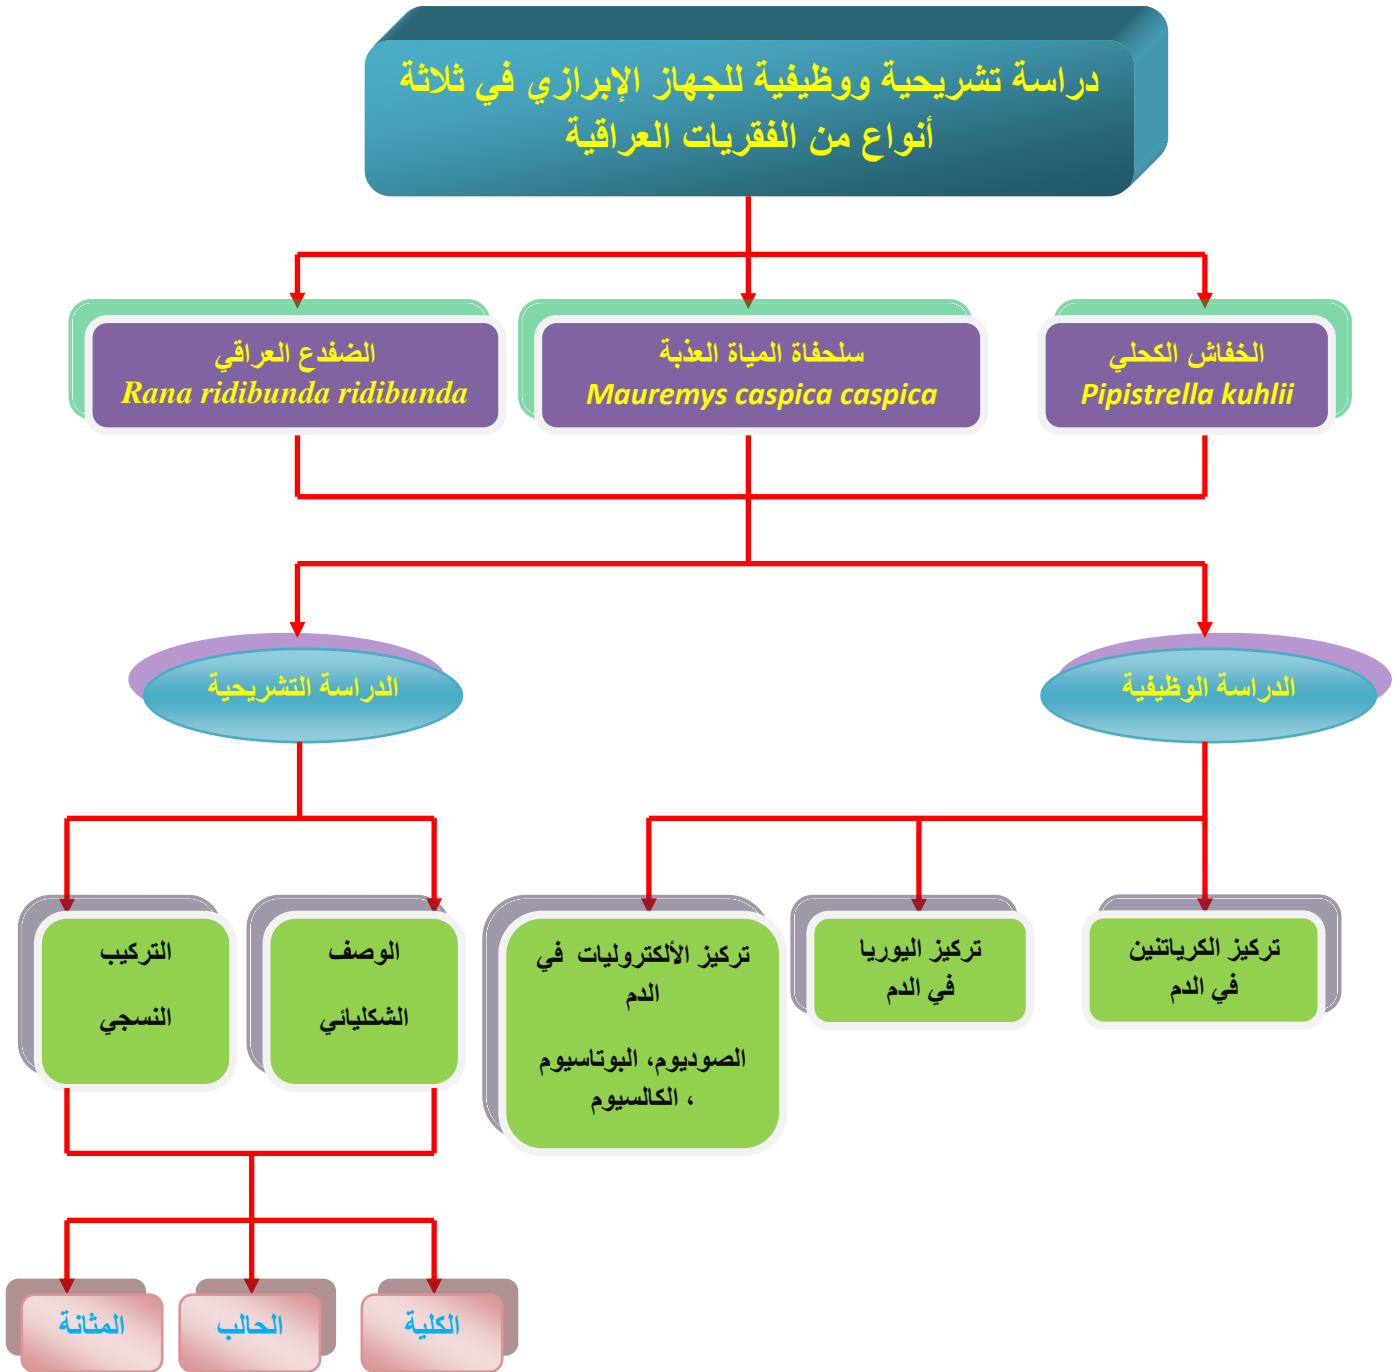 دراسة تشريحية ووظيفية للجهاز الإبرازي في ثلاثة
أنواع من الفقريات العراقية
الخفاش الكحلي
Pipistrella kuhlii
سلحفاة المياة العذبة
Mauremys caspica caspica
الضفدع العراقي
Rana ridibunda ridibunda
الدراسة الوظيفية
الدراسة التشريحية
تركيز الكرياتنين
في الدم
تركيز اليوريا
في الدم
تركيز الألكتروليات في
الدم
الصوديوم، البوتاسيوم
، الكالسيوم
الوصف
الشكليائي
التركيب
النسجي
الكلية
الحالب
المثانة